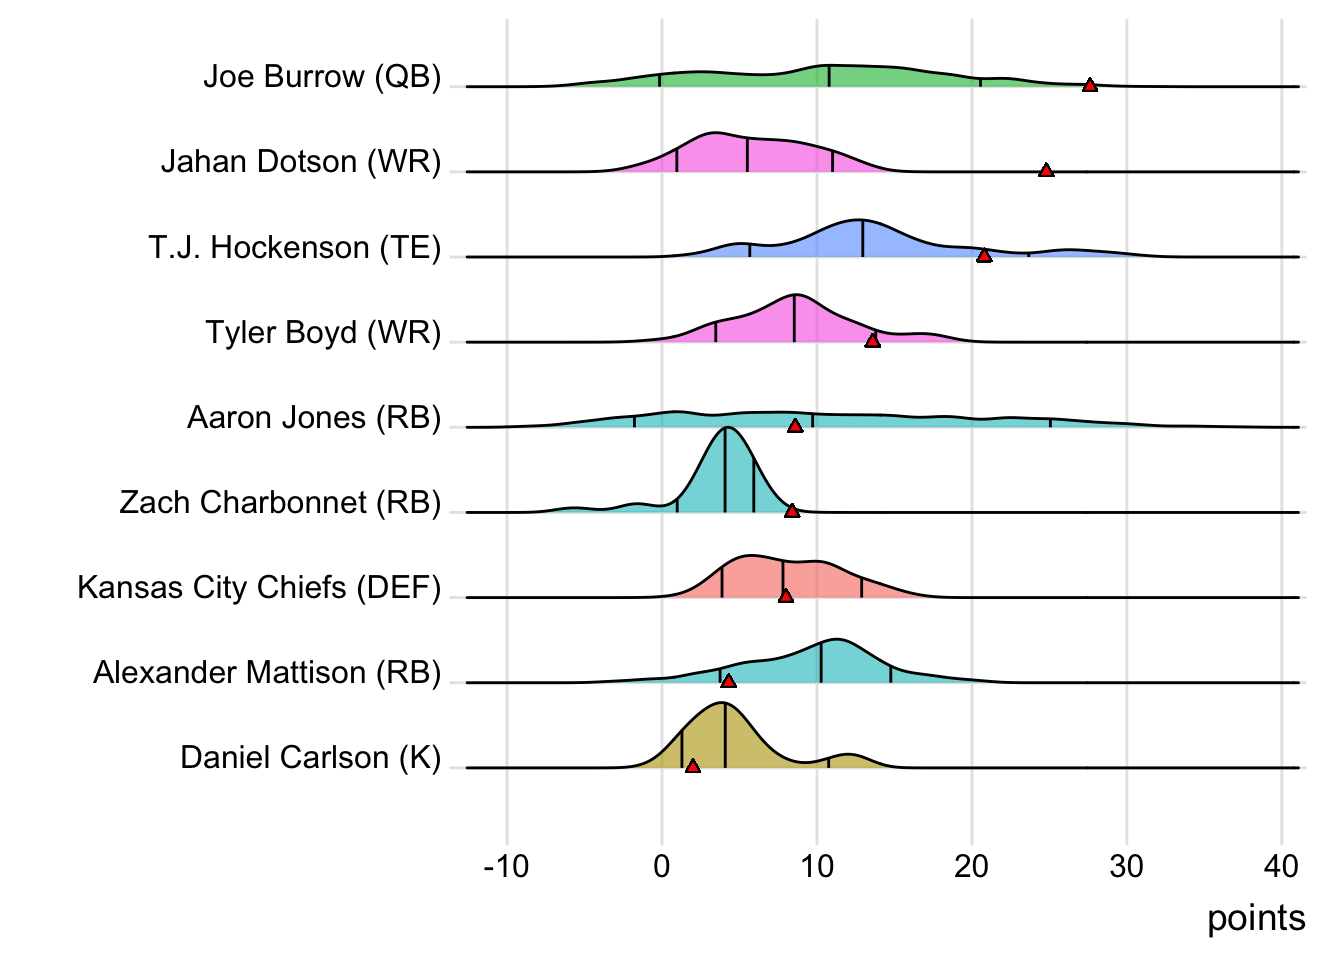 Joe Burrow (QB)
Jahan Dotson (WR)
T.J. Hockenson (TE)
Tyler Boyd (WR)
Aaron Jones (RB)
Zach Charbonnet (RB)
Kansas City Chiefs (DEF)
Alexander Mattison (RB)
Daniel Carlson (K)
-10 0 10 20 30 40
points